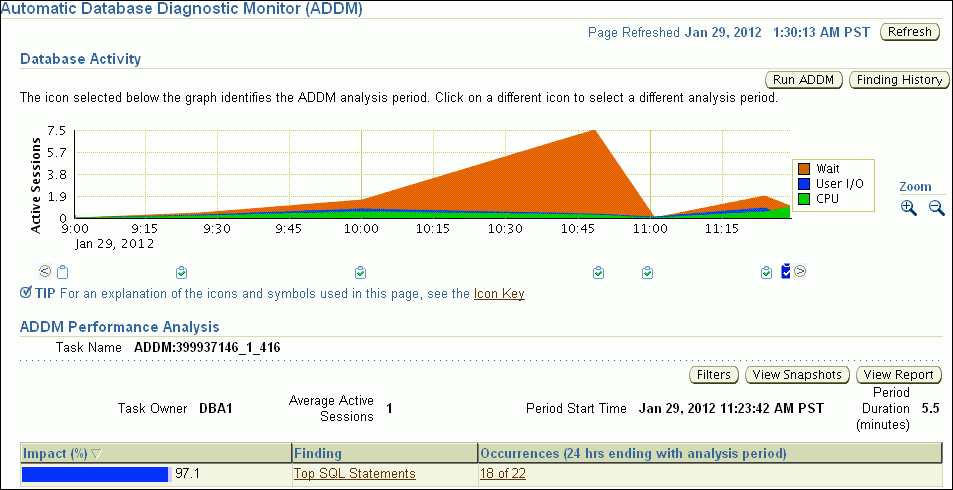 Automatic Database Diagnostic Monitor (ADDM)
Page Refreshed Jan 29, 2012 1:30:13 AM PST Refresh
Database Activity
Run ADDM Finding History
The icon selected below the graph identifies the ADDM analysis period. Click on a different icon to select a different analysis period.
Active Sessions
7.5
5.7
3.8
1.9
0
9:00 9:15 9:30 9:45 10:00 10:15 10:30 10:45 11:00 11:15
Jan 29, 2012
Wait
User I/O
CPU
Zoom
TIP For an explanation of the icons and symbols used in this page, see the Icon Key
ADDM Performance Analysis
Task Name ADDM:399937146_1_416
Filters View Snapshots View Report
Task Owner DBA1 Average Active Sessions 1 Period Start Time Jan 29, 2012 11:23:42 AM PST Period Duration (minutes) 5.5
Impact (%) Finding Occurrences (24 hrs ending with analysis period)
97.1 Top SQL Statements 18 of 22